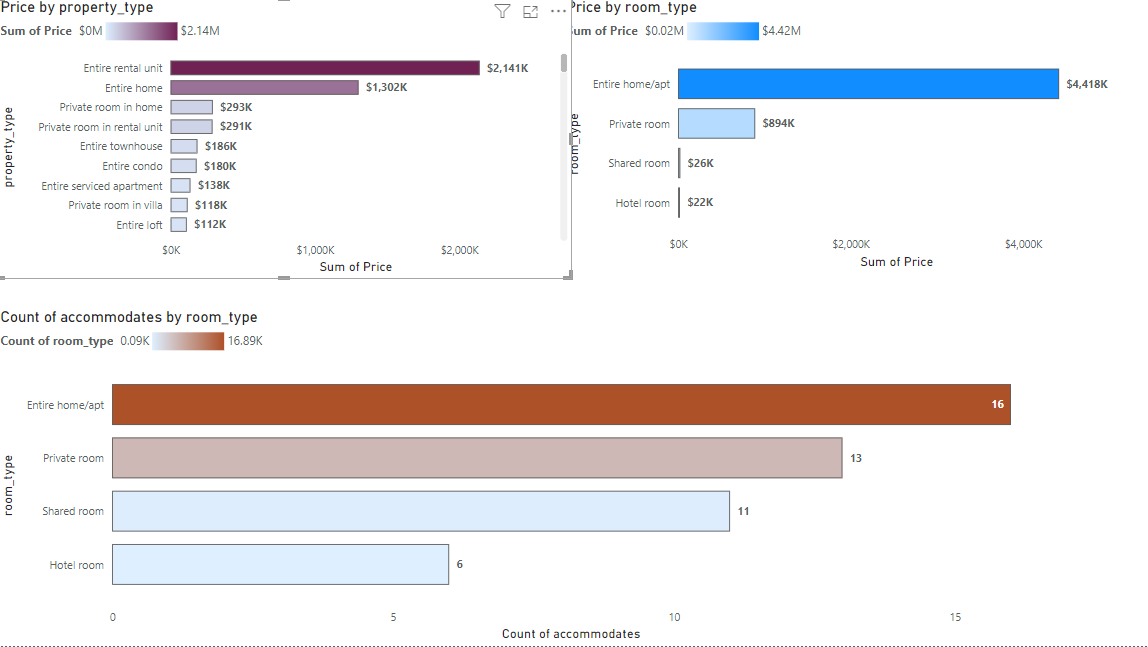 Price by property_type
Sum of Price $0M $2.14M
property_type
Entire rental unit $2,141K
Entire home $1,302K
Private room in home $293K
Private room in rental unit $291K
Entire townhouse $186K
Entire condo $180K
Entire serviced apartment $138K
Private room in villa $118K
Entire loft $112K
$0K $1,000K $2,000K
Sum of Price
Price by room_type
Sum of Price $0.02M $4.42M
room_type
Entire home/apt $4,418K
Private room $894K
Shared room $26K
Hotel room $22K
$0K $2,000K $4,000K
Sum of Price
Count of accommodates by room_type
Count of room_type 0.09K 16.89K
room_type
Entire home/apt 16
Private room 13
Shared room 11
Hotel room 6
0 5 10 15
Count of accommodates